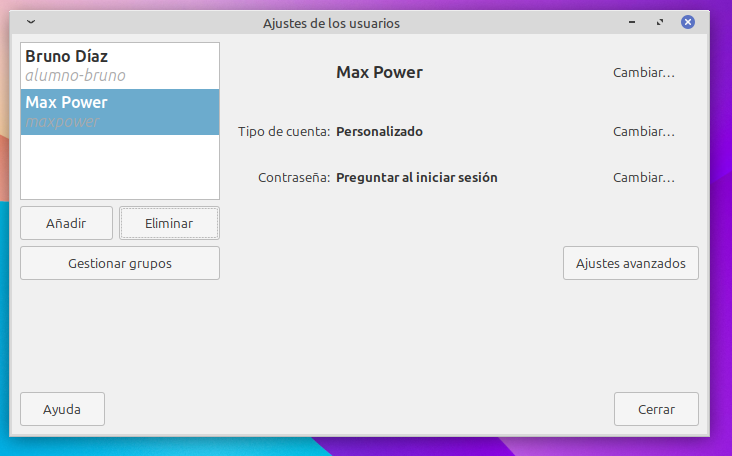 Ajustes de los usuarios
Bruno Díaz
alumno-bruno
Max Power
maxpower
Añadir
Eliminar
Gestionar grupos
Max Power
Cambiar...
Tipo de cuenta: Personalizado
Cambiar...
Contraseña: Preguntar al iniciar sesión
Cambiar...
Ajustes avanzados
Ayuda
Cerrar